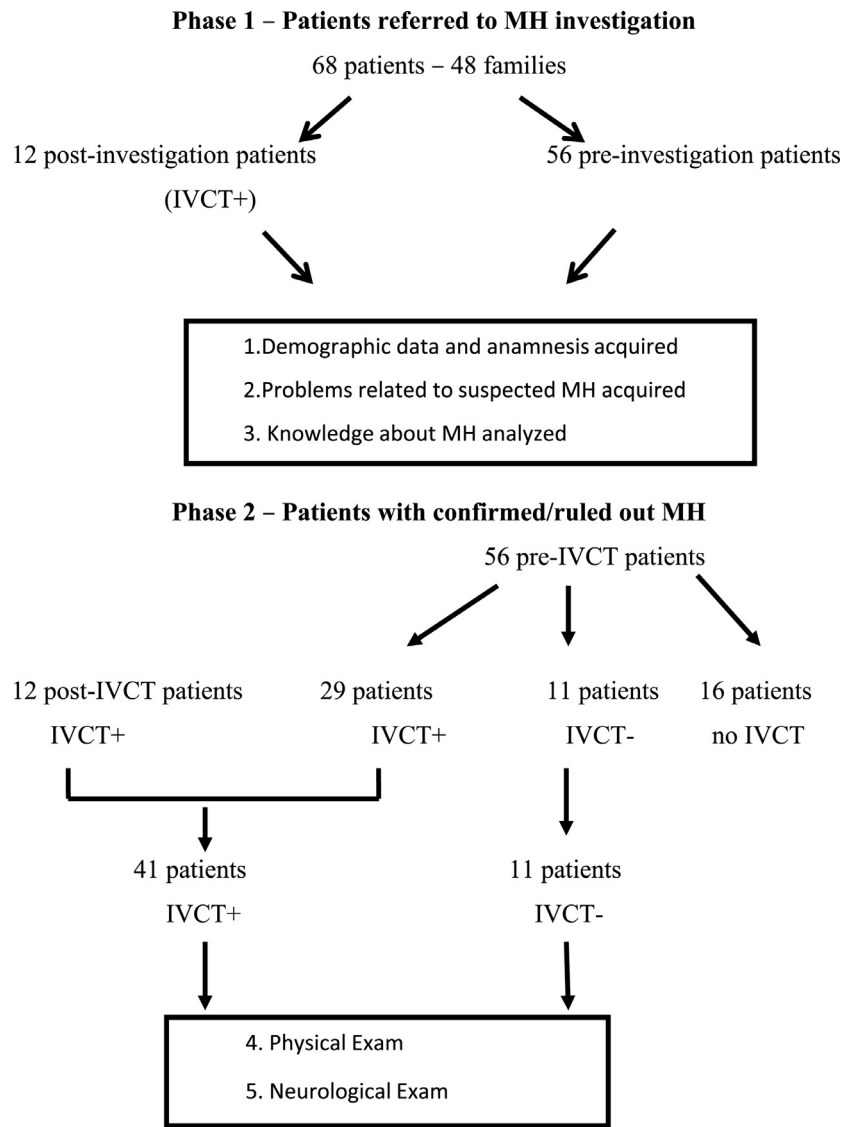 Phase 1 – Patients referred to MH investigation
68 patients – 48 families
12 post-investigation patients
(IVCT+)
56 pre-investigation patients
1.Demographic data and anamnesis acquired
2.Problems related to suspected MH acquired
3. Knowledge about MH analyzed
Phase 2 – Patients with confirmed/ruled out MH
56 pre-IVCT patients
12 post-IVCT patients
IVCT+
29 patients
IVCT+
11 patients
IVCT-
16 patients
no IVCT
41 patients
IVCT+
11 patients
IVCT-
4. Physical Exam
5. Neurological Exam